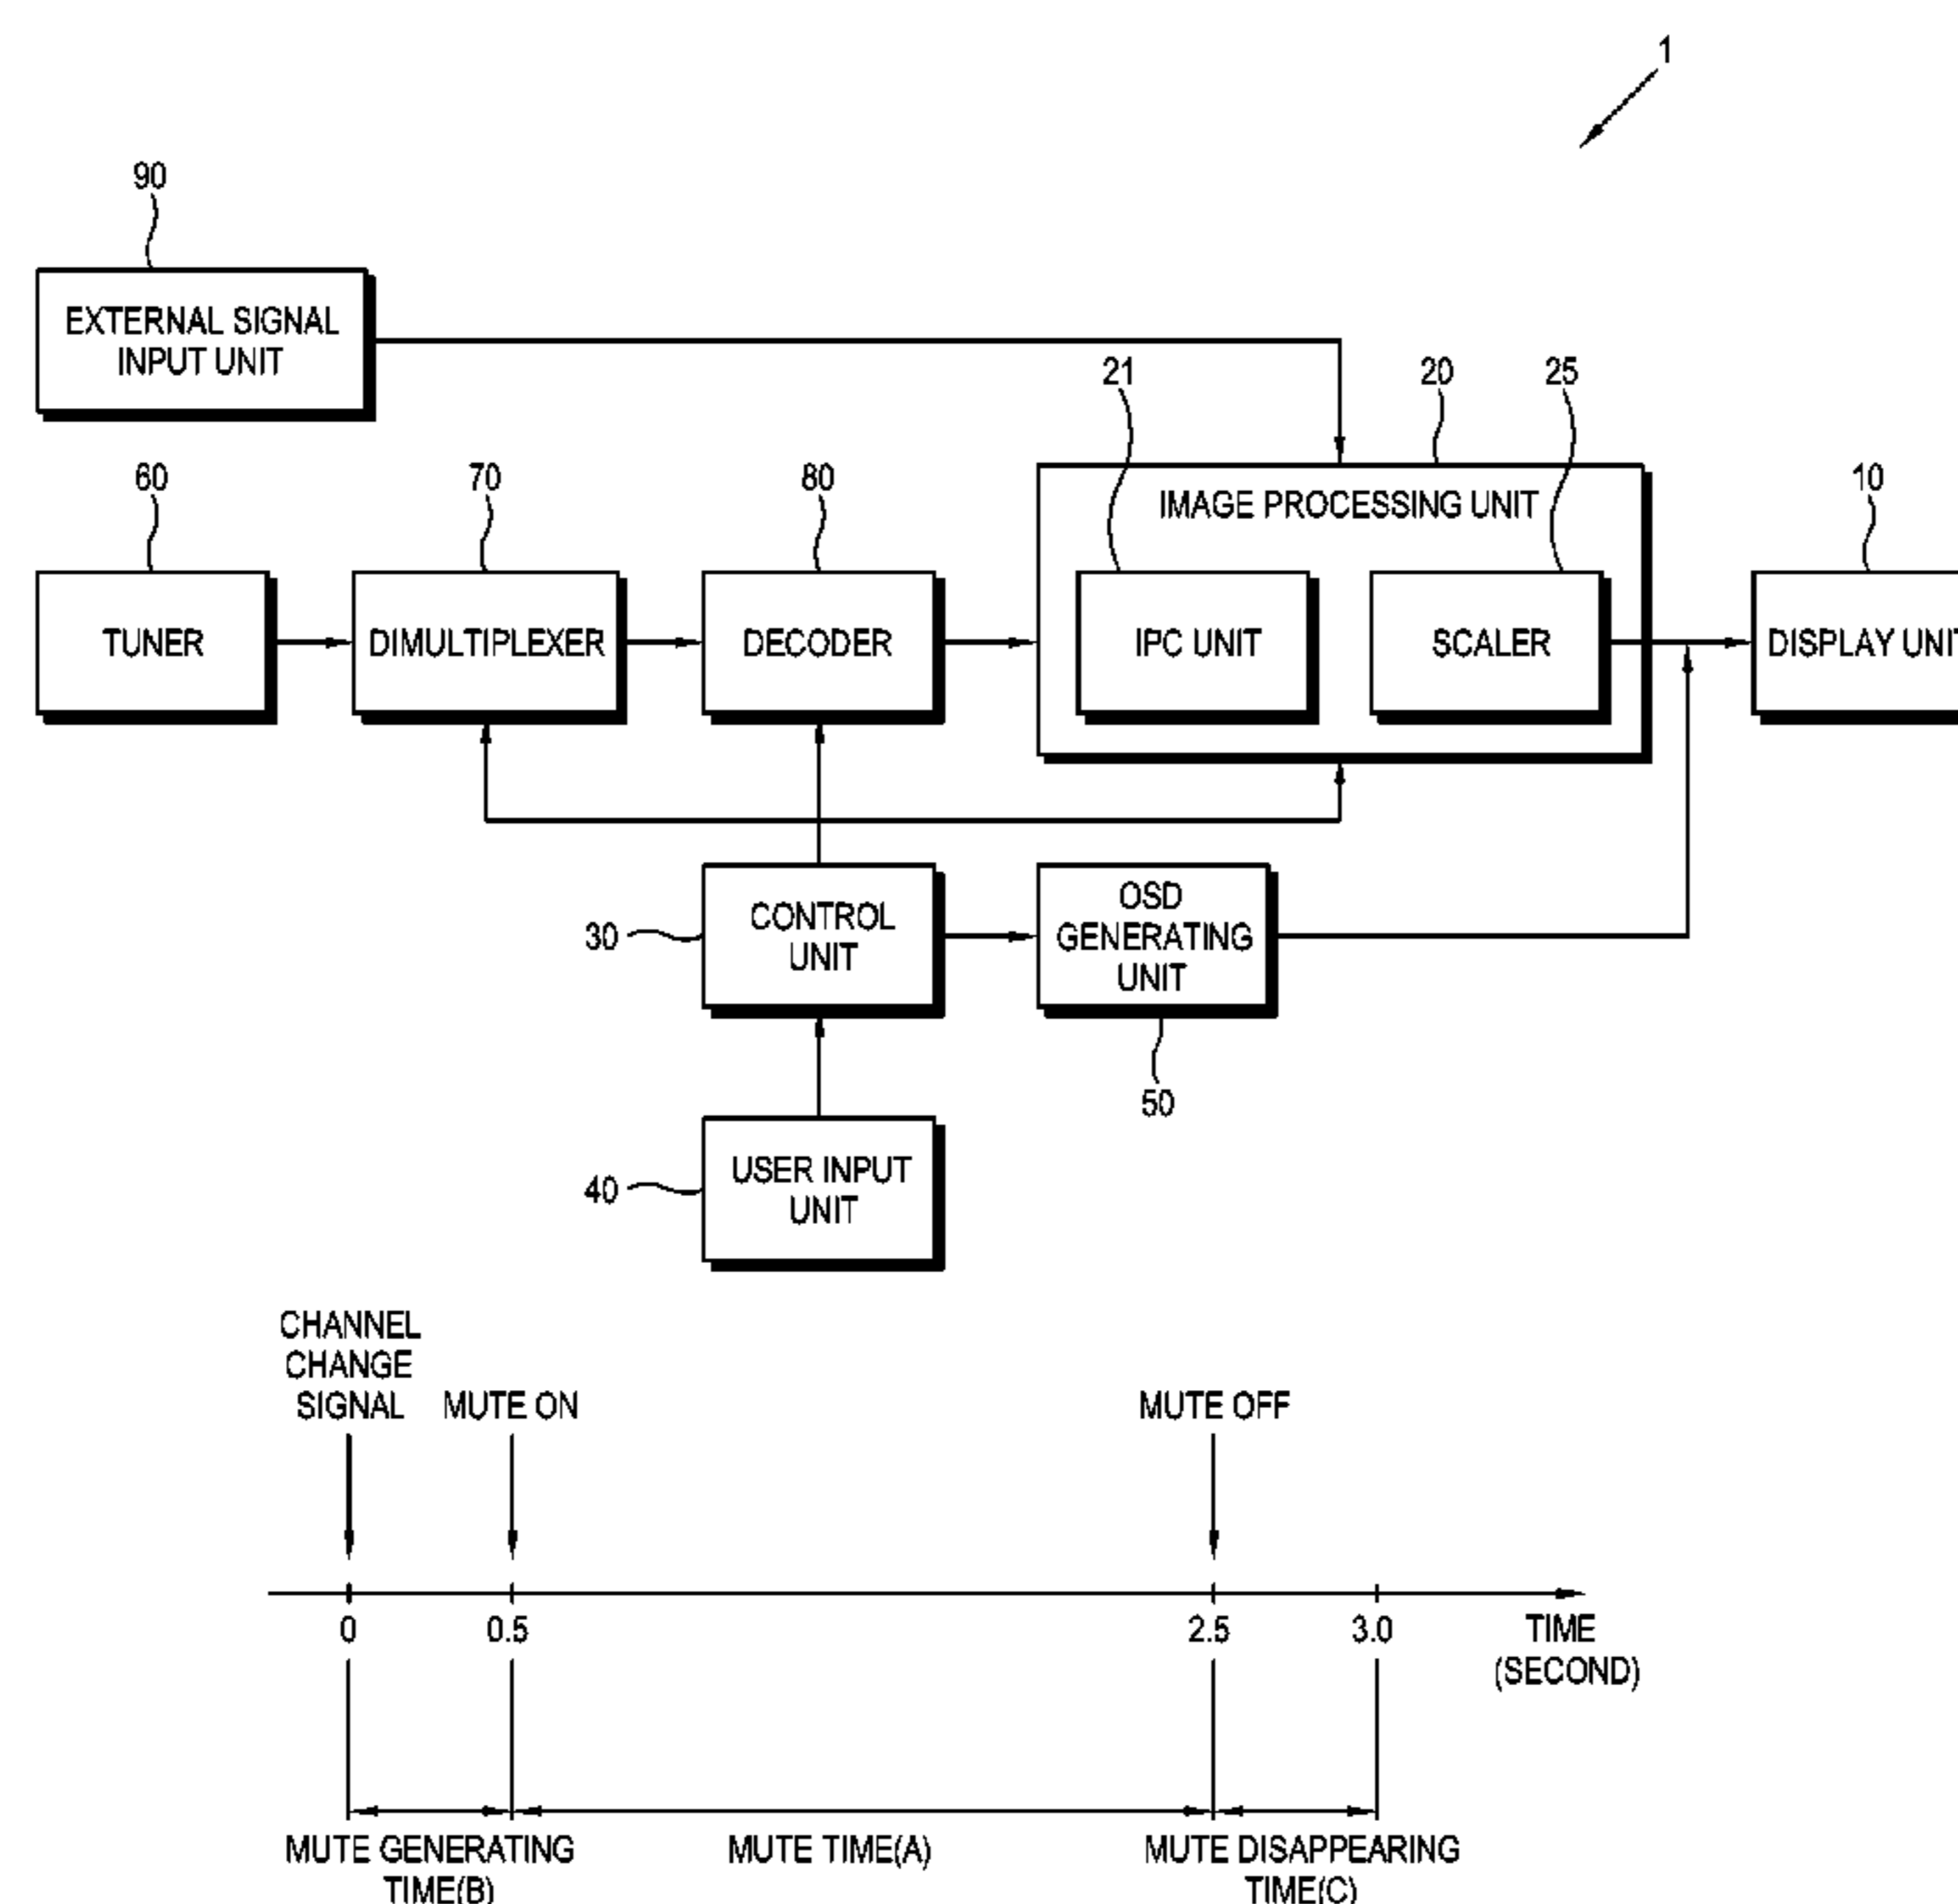 1
90
EXTERNAL SIGNAL
INPUT UNIT
21
20
25
60
70
80
10
IMAGE PROCESSING UNIT
TUNER
DIMULTIPLEXER
DECODER
IPC UNIT
SCALER
DISPLAY UNIT
30
CONTROL
UNIT
OSD
GENERATING
UNIT
50
40
USER INPUT
UNIT
CHANNEL
CHANGE
SIGNAL
MUTE ON
MUTE OFF
0
0.5
2.5
3.0
TIME
(SECOND)
MUTE GENERATING
TIME(B)
MUTE TIME(A)
MUTE DISAPPEARING
TIME(C)